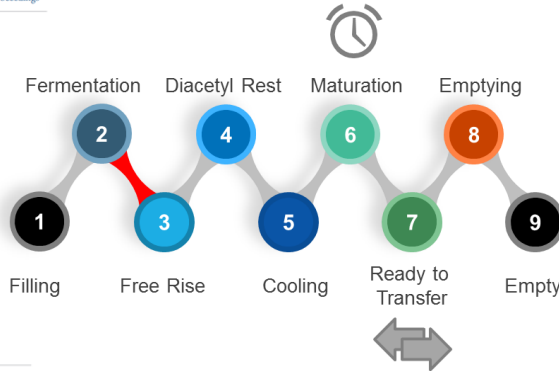 Fermentation
Diacetyl Rest
Maturation
Emptying
2
4
6
8
1
3
5
7
9
Filling
Free Rise
Cooling
Ready to
Transfer
Empty